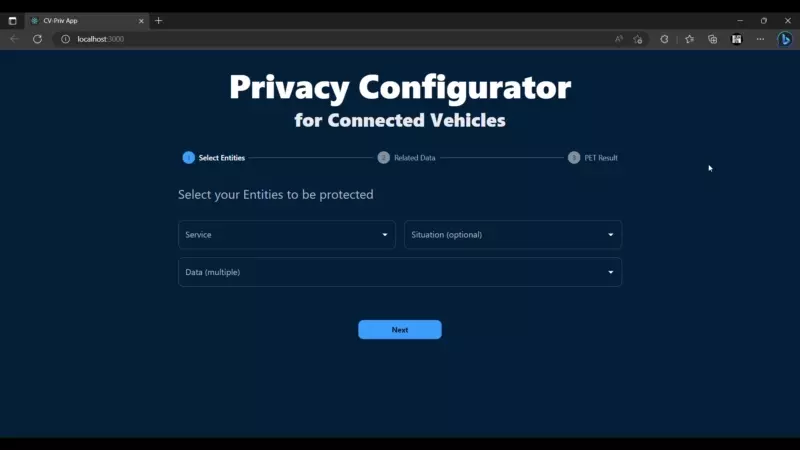 CV-Priv App
localhost:3000
Privacy Configurator
for Connected Vehicles
1 Select Entities 2 Related Data 3 PET Result
Select your Entities to be protected
Service Situation (optional)
Data (multiple)
Next